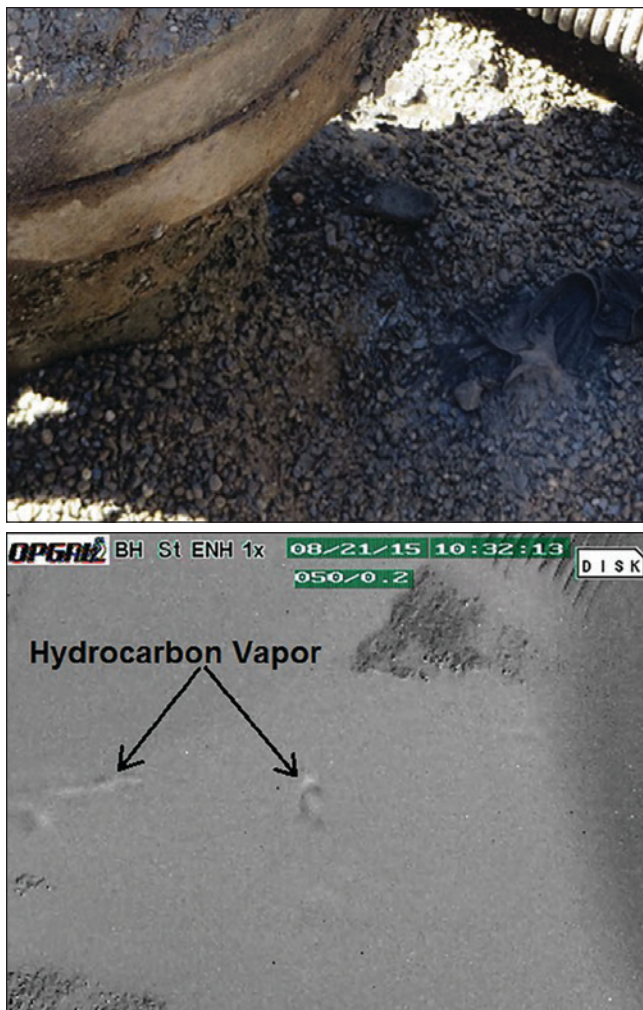 OPGAL BH St ENH 1x 08/21/15 10:32:13
DISK
050/0.2
Hydrocarbon Vapor